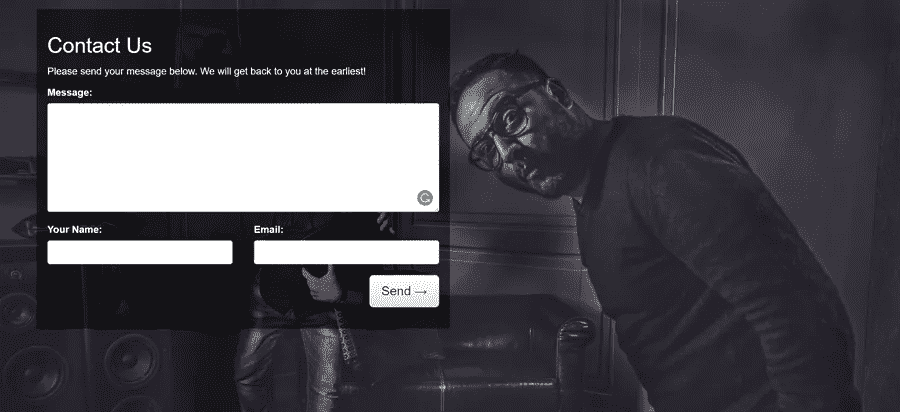 Contact Us
Please send your message below. We will get back to you at the earliest!
Message:
Your Name:
Email:
Send →